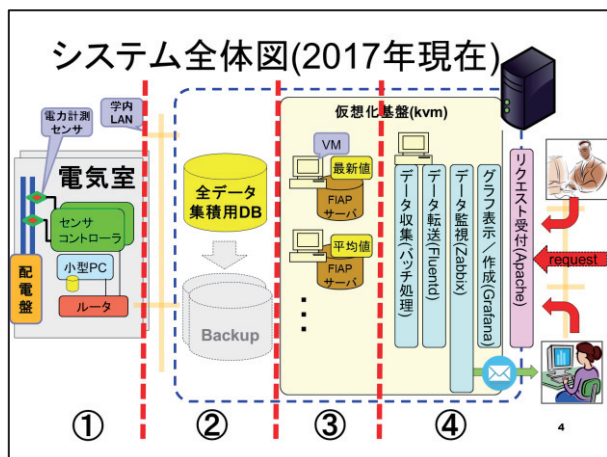 システム全体図(2017年現在)
電力計測
センサ
学内
LAN
電気室
センサ
コントローラ
小型PC
ルータ
配電盤
全データ
集積用DB
Backup
仮想化基盤(kvm)
VM
最新値
FIAP
サーバ
平均値
FIAP
サーバ
データ収集(バッチ処理)
データ転送(Fluentd)
データ監視(Zabbix)
グラフ表示/作成(Grafana)
リクエスト受付(Apache)
request
①
②
③
④
4